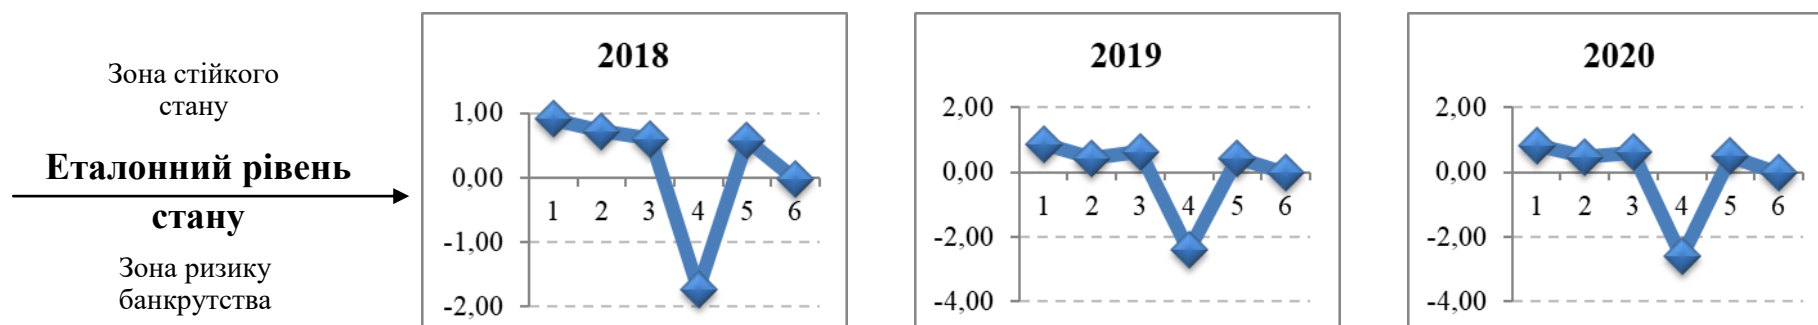 Зона стійкого
стану
Еталонний рівень
стану
Зона ризику
банкрутства
2018
1,00
0,00
-1,00
-2,00
1 2 3 4 5 6
2019
2,00
0,00
-2,00
-4,00
1 2 3 4 5 6
2020
2,00
0,00
-2,00
-4,00
1 2 3 4 5 6